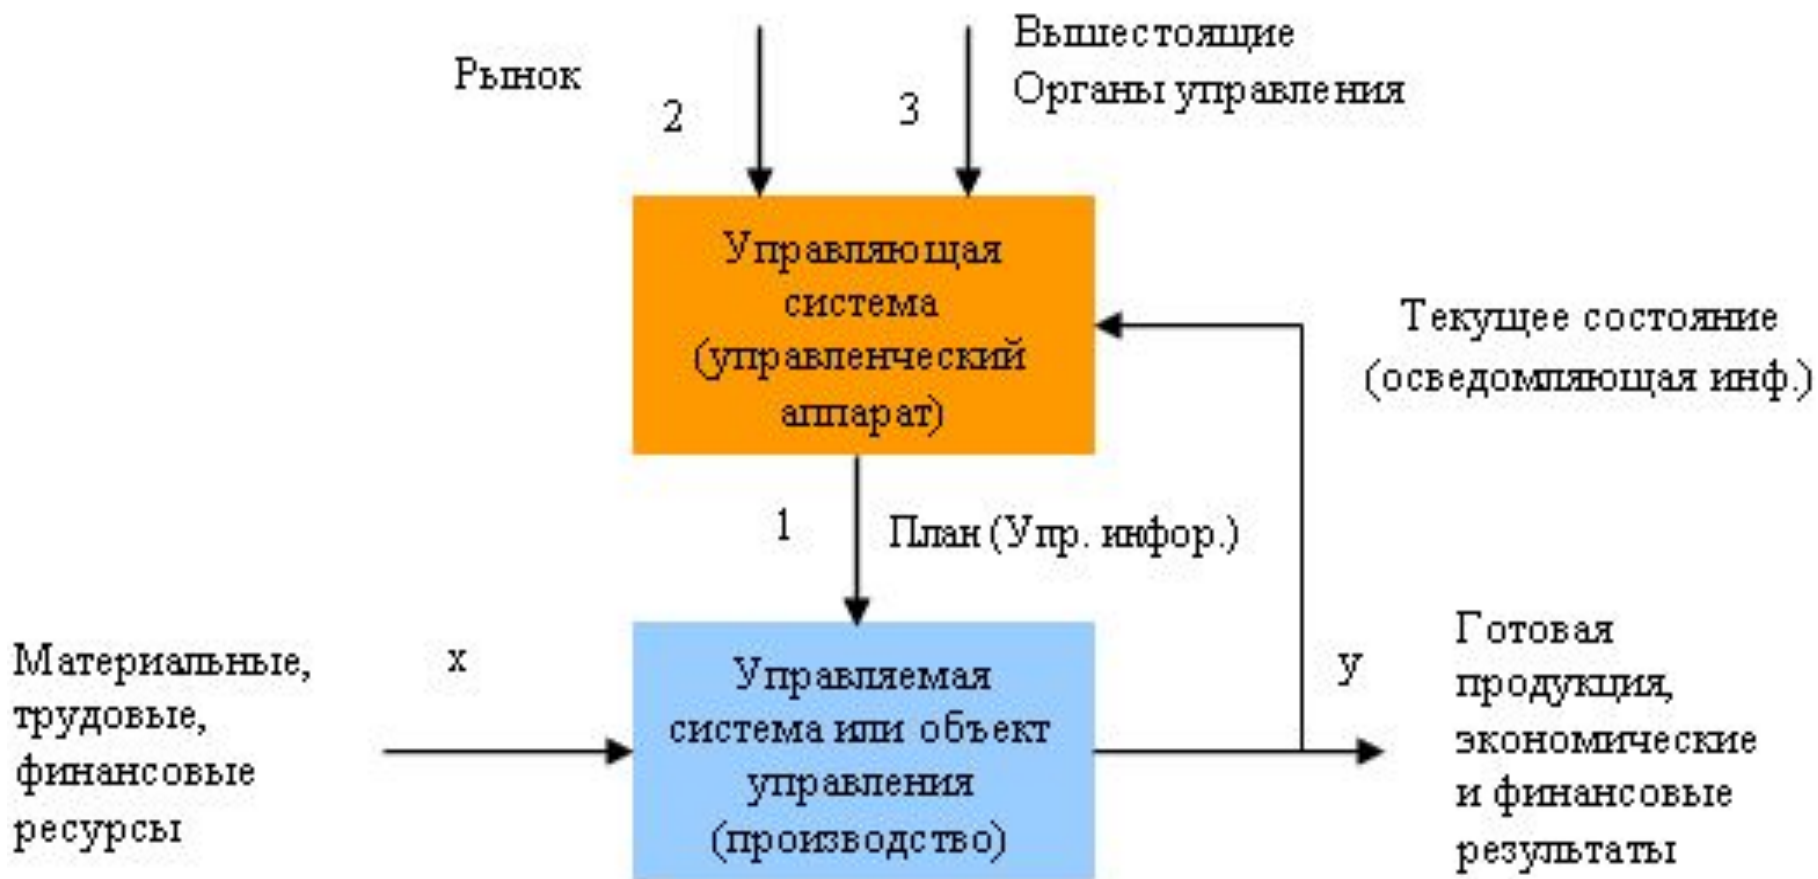 Рынок
2
3
Вышестоящие
Органы управления
Управляющая
система
(управленческий
аппарат)
Текущее состояние
(осведомляющая инф.)
1
План (Упр. инфор.)
Материальные,
трудовые,
финансовые
ресурсы
x
Управляемая
система или объект
управления
(производство)
y
Готовая
продукция,
экономические
и финансовые
результаты